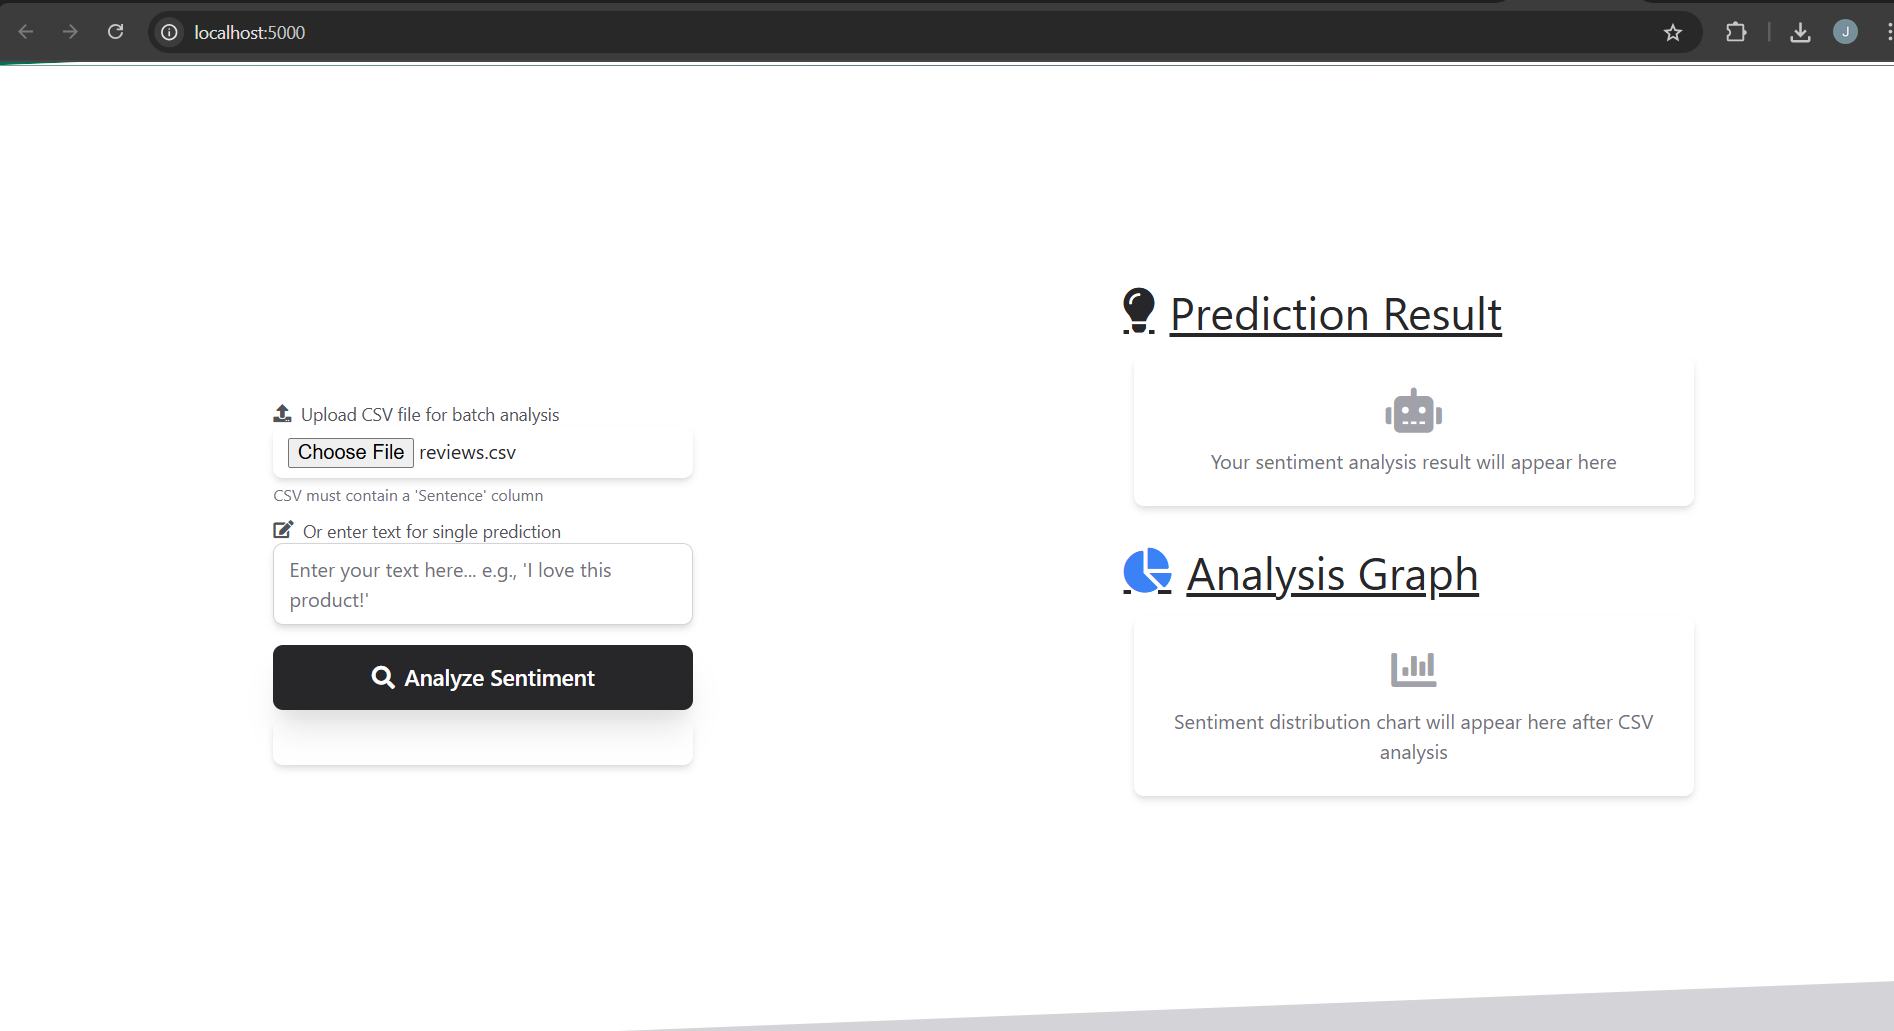 localhost:5000
J
Upload CSV file for batch analysis
Choose File reviews.csv
CSV must contain a 'Sentence' column
Or enter text for single prediction
Enter your text here... e.g., 'I love this
product!'
Analyze Sentiment
Prediction Result
Your sentiment analysis result will appear here
Analysis Graph
Sentiment distribution chart will appear here after CSV
analysis